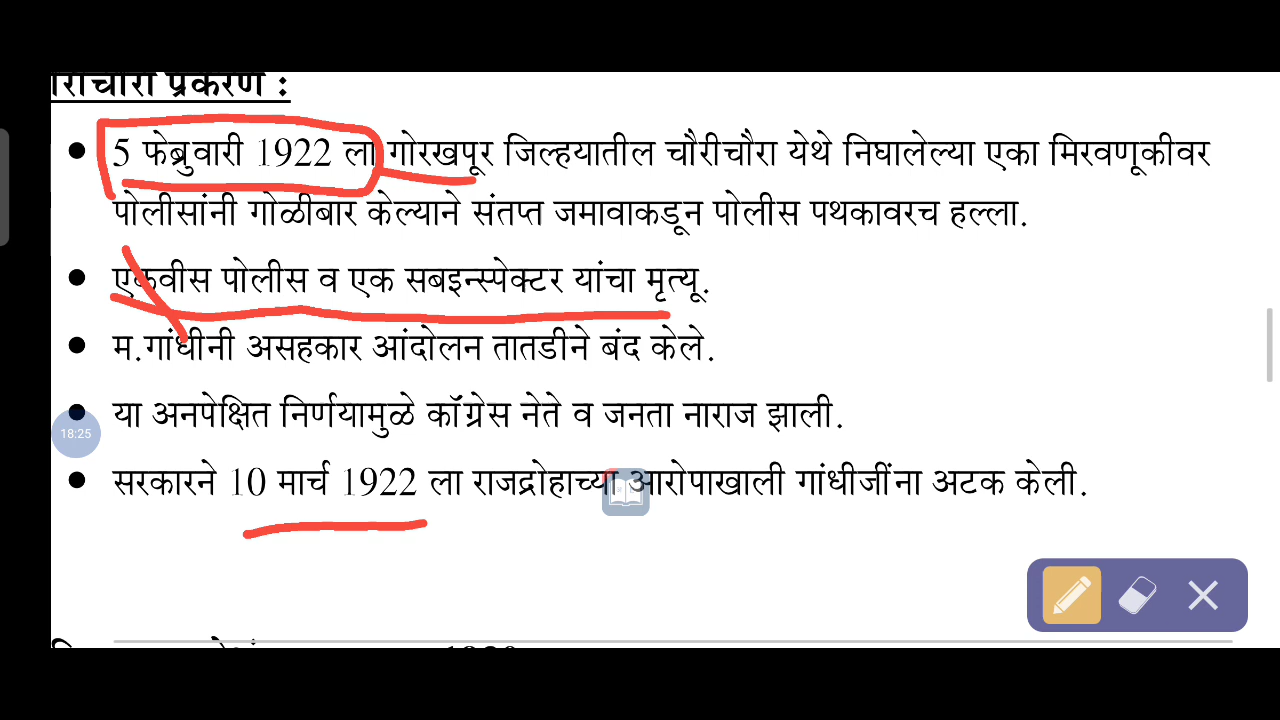 चौरीचौरा प्रकरण :
5 फेब्रुवारी 1922 ला गोरखपूर जिल्हयातील चौरीचौरा येथे निघालेल्या एका मिरवणूकीवर
पोलीसांनी गोळीबार केल्याने संतप्त जमावाकडून पोलीस पथकावरच हल्ला.
एकवीस पोलीस व एक सबइन्स्पेक्टर यांचा मृत्यू.
म.गांधीनी असहकार आंदोलन तातडीने बंद केले.
या अनपेक्षित निर्णयामुळे कॉंग्रेस नेते व जनता नाराज झाली.
18:25
सरकारने 10 मार्च 1922 ला राजद्रोहाच्या आरोपाखाली गांधीजींना अटक केली.